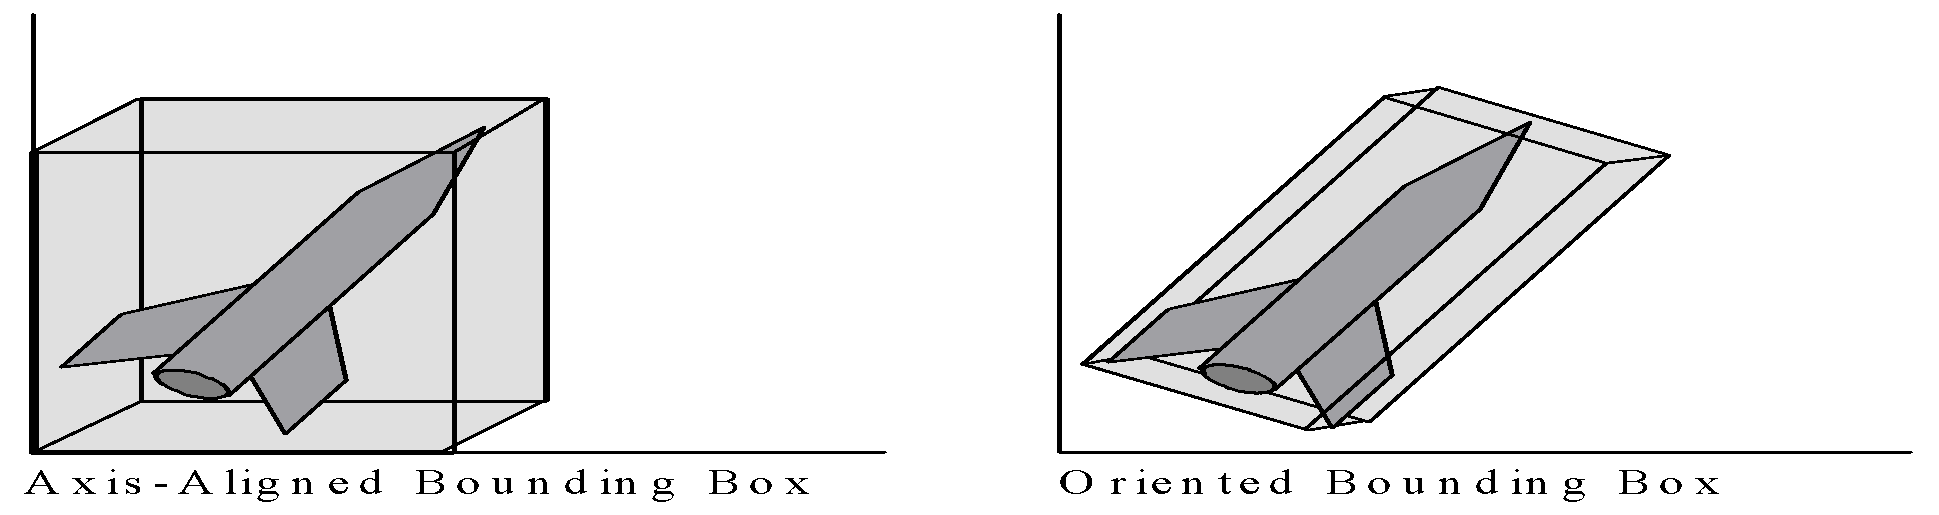 Axis-Aligned Bounding Box
Oriented Bounding Box